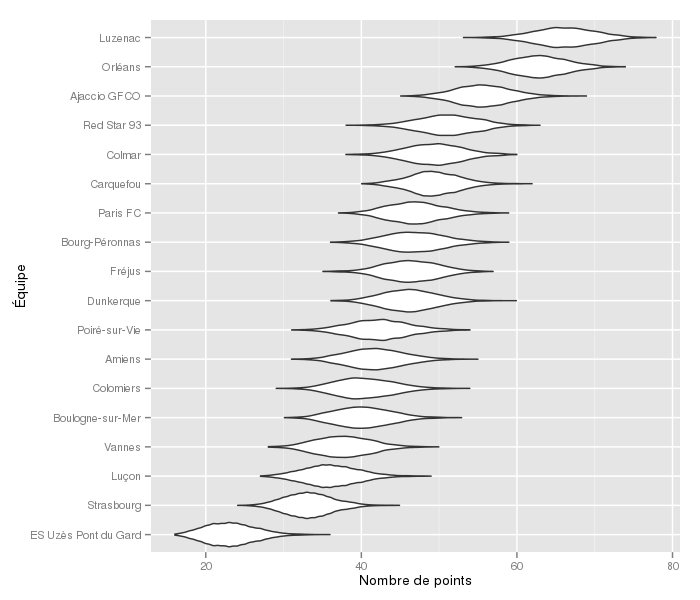 Luzenac
Orléans
Ajaccio GFCO
Red Star 93
Colmar
Carquefou
Paris FC
Bourg-Péronnas
Fréjus
Dunkerque
Poiré-sur-Vie
Amiens
Colomiers
Boulogne-sur-Mer
Vannes
Luçon
Strasbourg
ES Uzès Pont du Gard
Équipe
20 40 60 80
Nombre de points